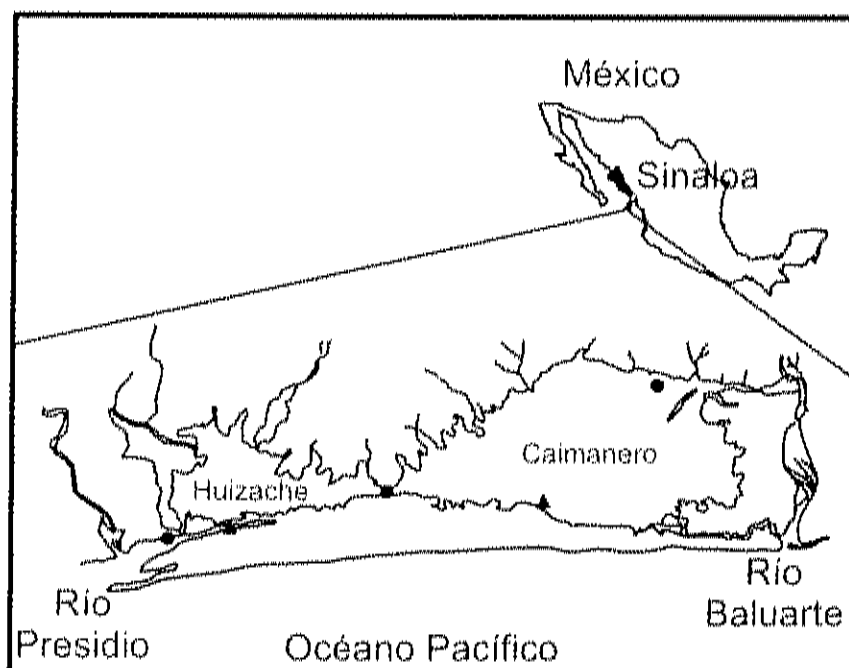 México
Sinaloa
Caimanero
Huizache
Río
Presidio
Océano Pacífico
Río
Baluarte